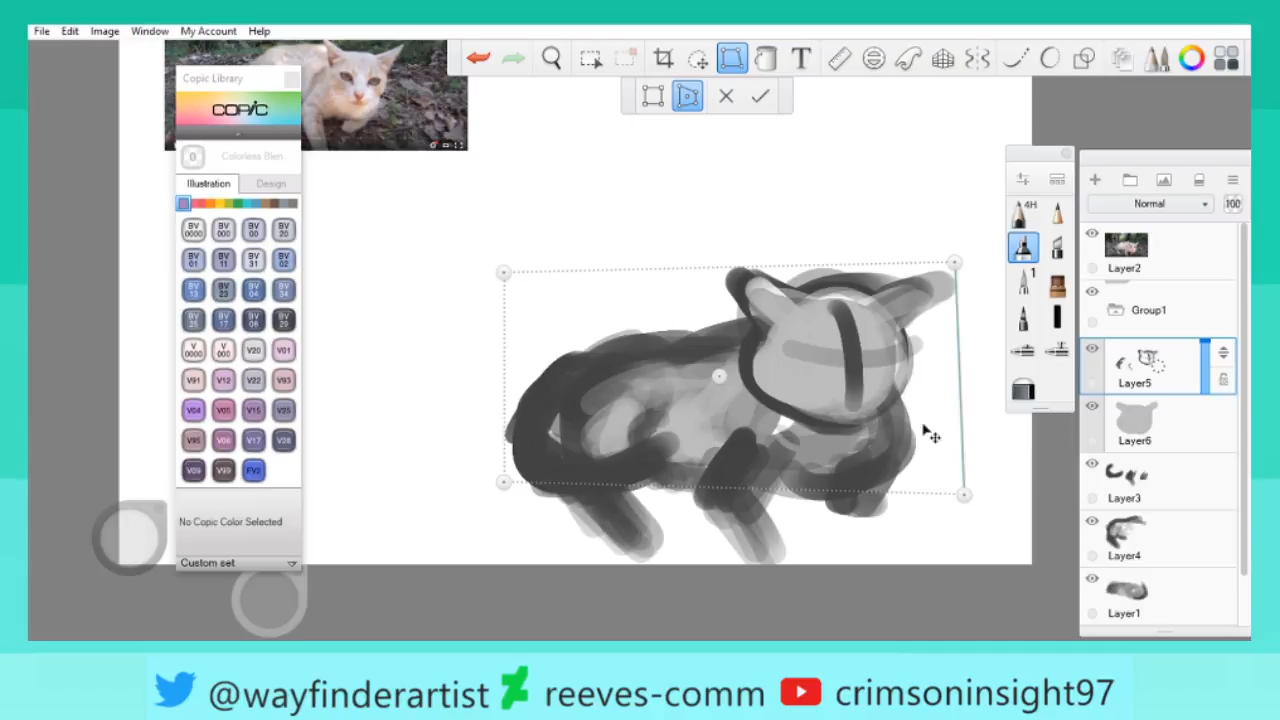 File Edit Image Window My Account Help
Copic Library
COPIC
0 Colorless Blen
Illustration Design
BV 0000 BV 000 BV 00 BV 20
BV 01 BV 11 BV 31 BV 02
BV 13 BV 23 BV 04 BV 34
BV 25 BV 17 BV 08 BV 29
V 0000 V 000 V20 V01
V91 V12 V22 V93
V04 V05 V15 V25
V95 V06 V17 V28
V09 V99 FV2
No Copic Color Selected
Custom set
T
4H
1
Normal 100
Layer2
Group1
Layer5
Layer6
Layer3
Layer4
Layer1
@wayfinderartist reeves-comm crimsoninsight97